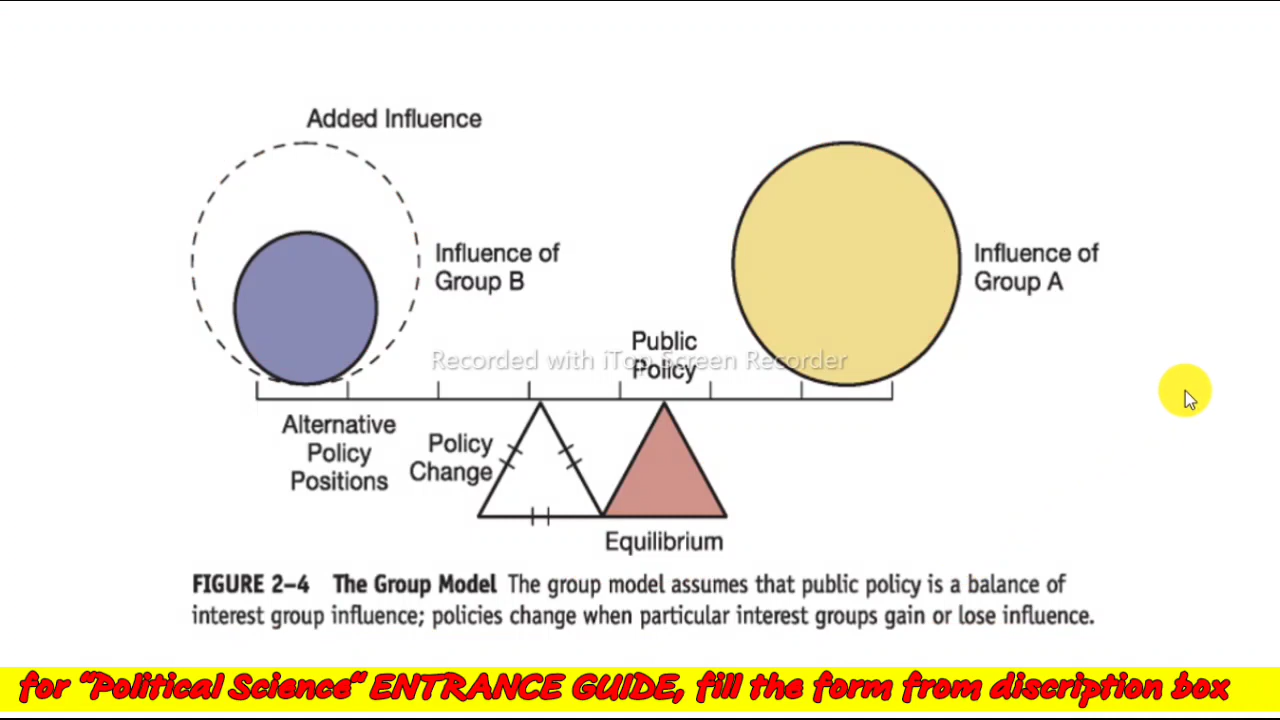 Added Influence
Influence of
Group B
Influence of
Group A
Public
Policy
Recorded with iTop Screen Recorder
Alternative
Policy
Positions
Policy
Change
Equilibrium
FIGURE 2–4 The Group Model The group model assumes that public policy is a balance of
interest group influence; policies change when particular interest groups gain or lose influence.
for "Political Science" ENTRANCE GUIDE, fill the form from discription box